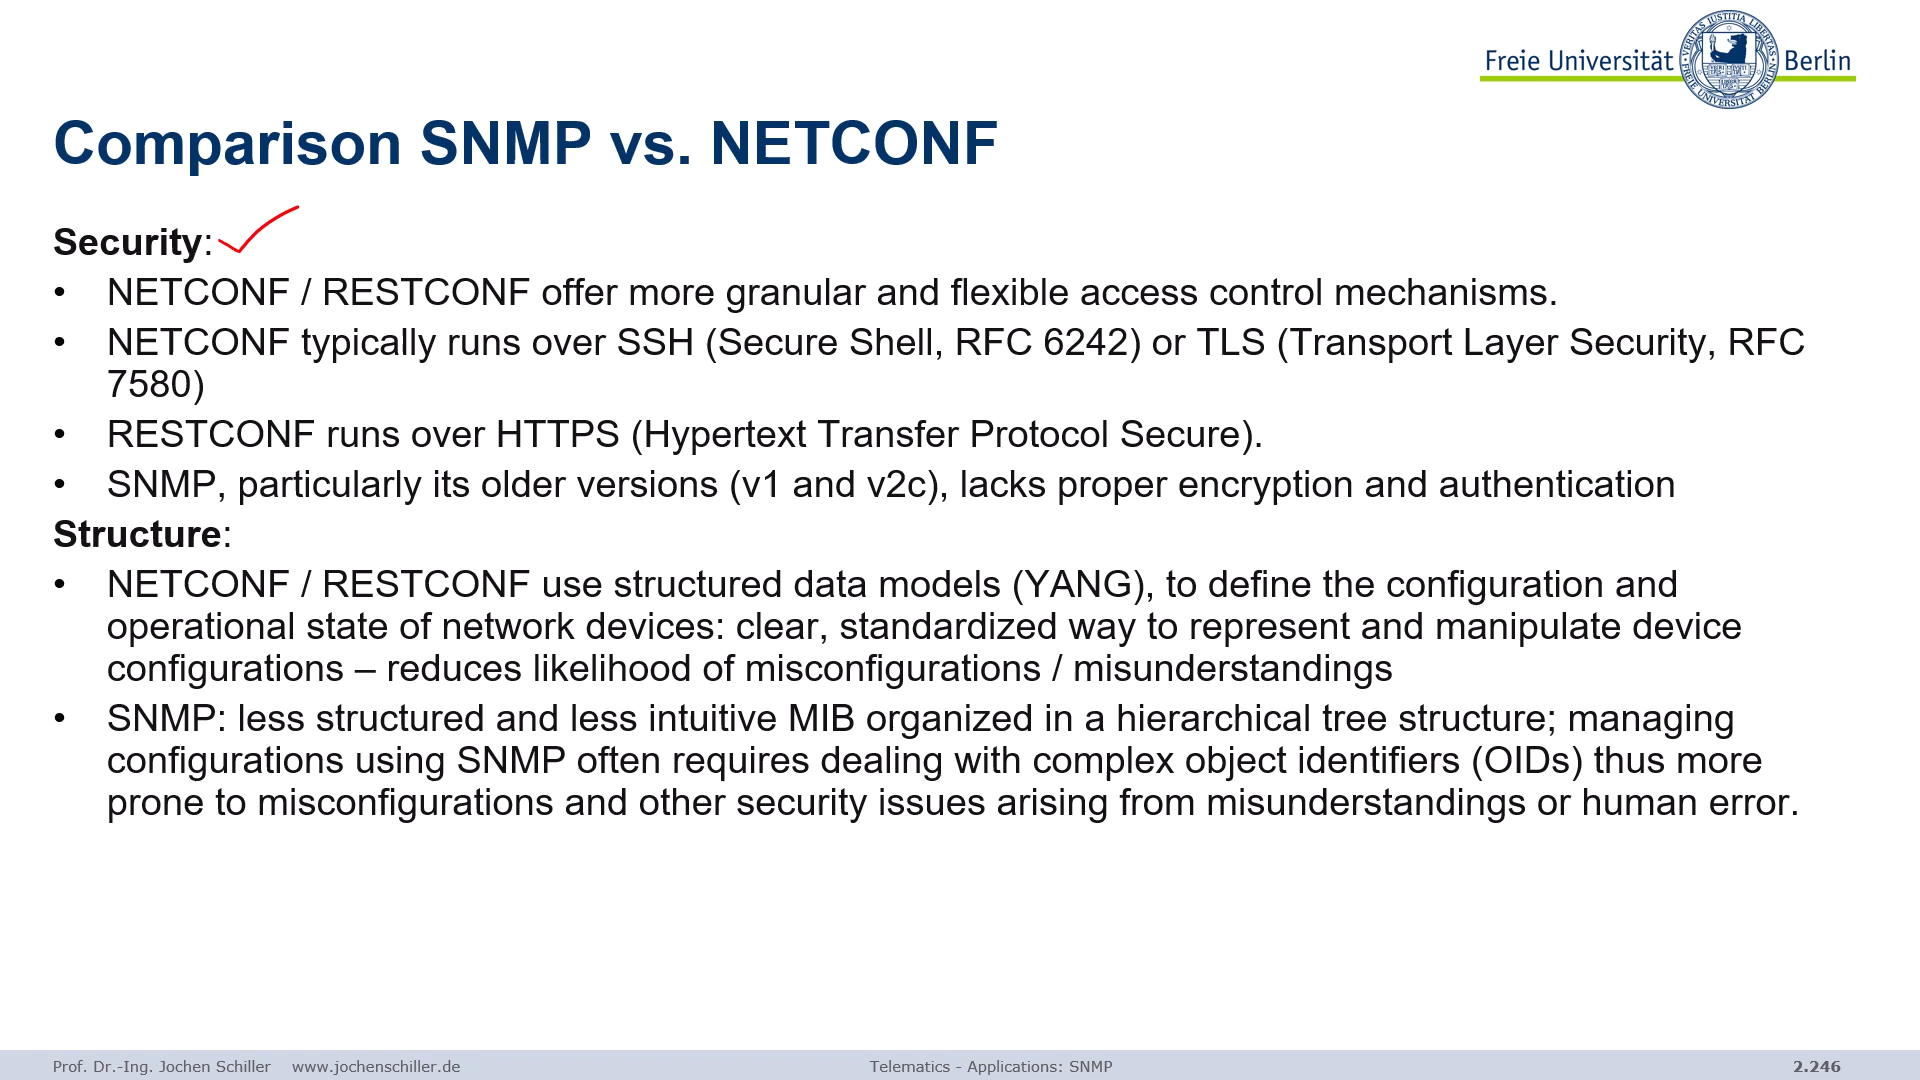 Freie Universität Berlin
Comparison SNMP vs. NETCONF
Security:
• NETCONF / RESTCONF offer more granular and flexible access control mechanisms.
• NETCONF typically runs over SSH (Secure Shell, RFC 6242) or TLS (Transport Layer Security, RFC
7580)
• RESTCONF runs over HTTPS (Hypertext Transfer Protocol Secure).
• SNMP, particularly its older versions (v1 and v2c), lacks proper encryption and authentication
Structure:
• NETCONF / RESTCONF use structured data models (YANG), to define the configuration and
operational state of network devices: clear, standardized way to represent and manipulate device
configurations – reduces likelihood of misconfigurations / misunderstandings
• SNMP: less structured and less intuitive MIB organized in a hierarchical tree structure; managing
configurations using SNMP often requires dealing with complex object identifiers (OIDs) thus more
prone to misconfigurations and other security issues arising from misunderstandings or human error.
Prof. Dr.-Ing. Jochen Schiller www.jochenschiller.de Telematics - Applications: SNMP 2.246